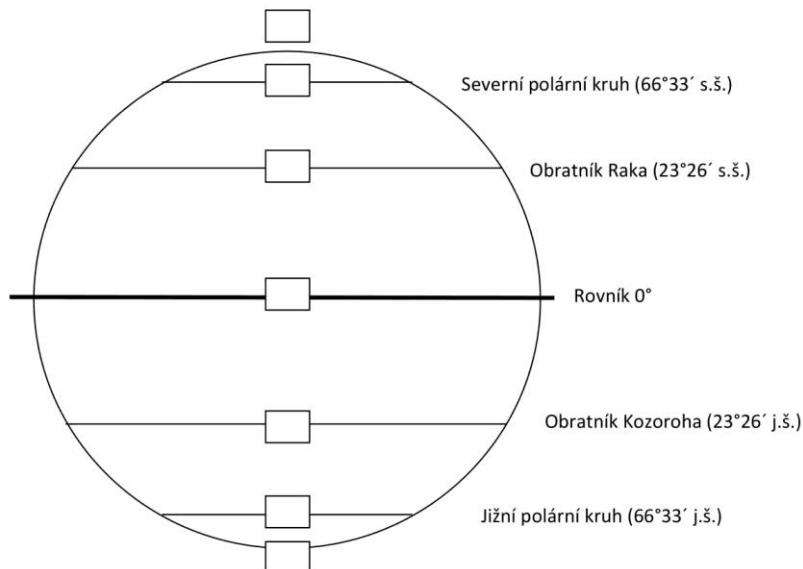 Severní polární kruh (66°33´ s.š.)
Obratník Raka (23°26´ s.š.)
Rovník 0°
Obratník Kozoroha (23°26´ j.š.)
Jižní polární kruh (66°33´ j.š.)